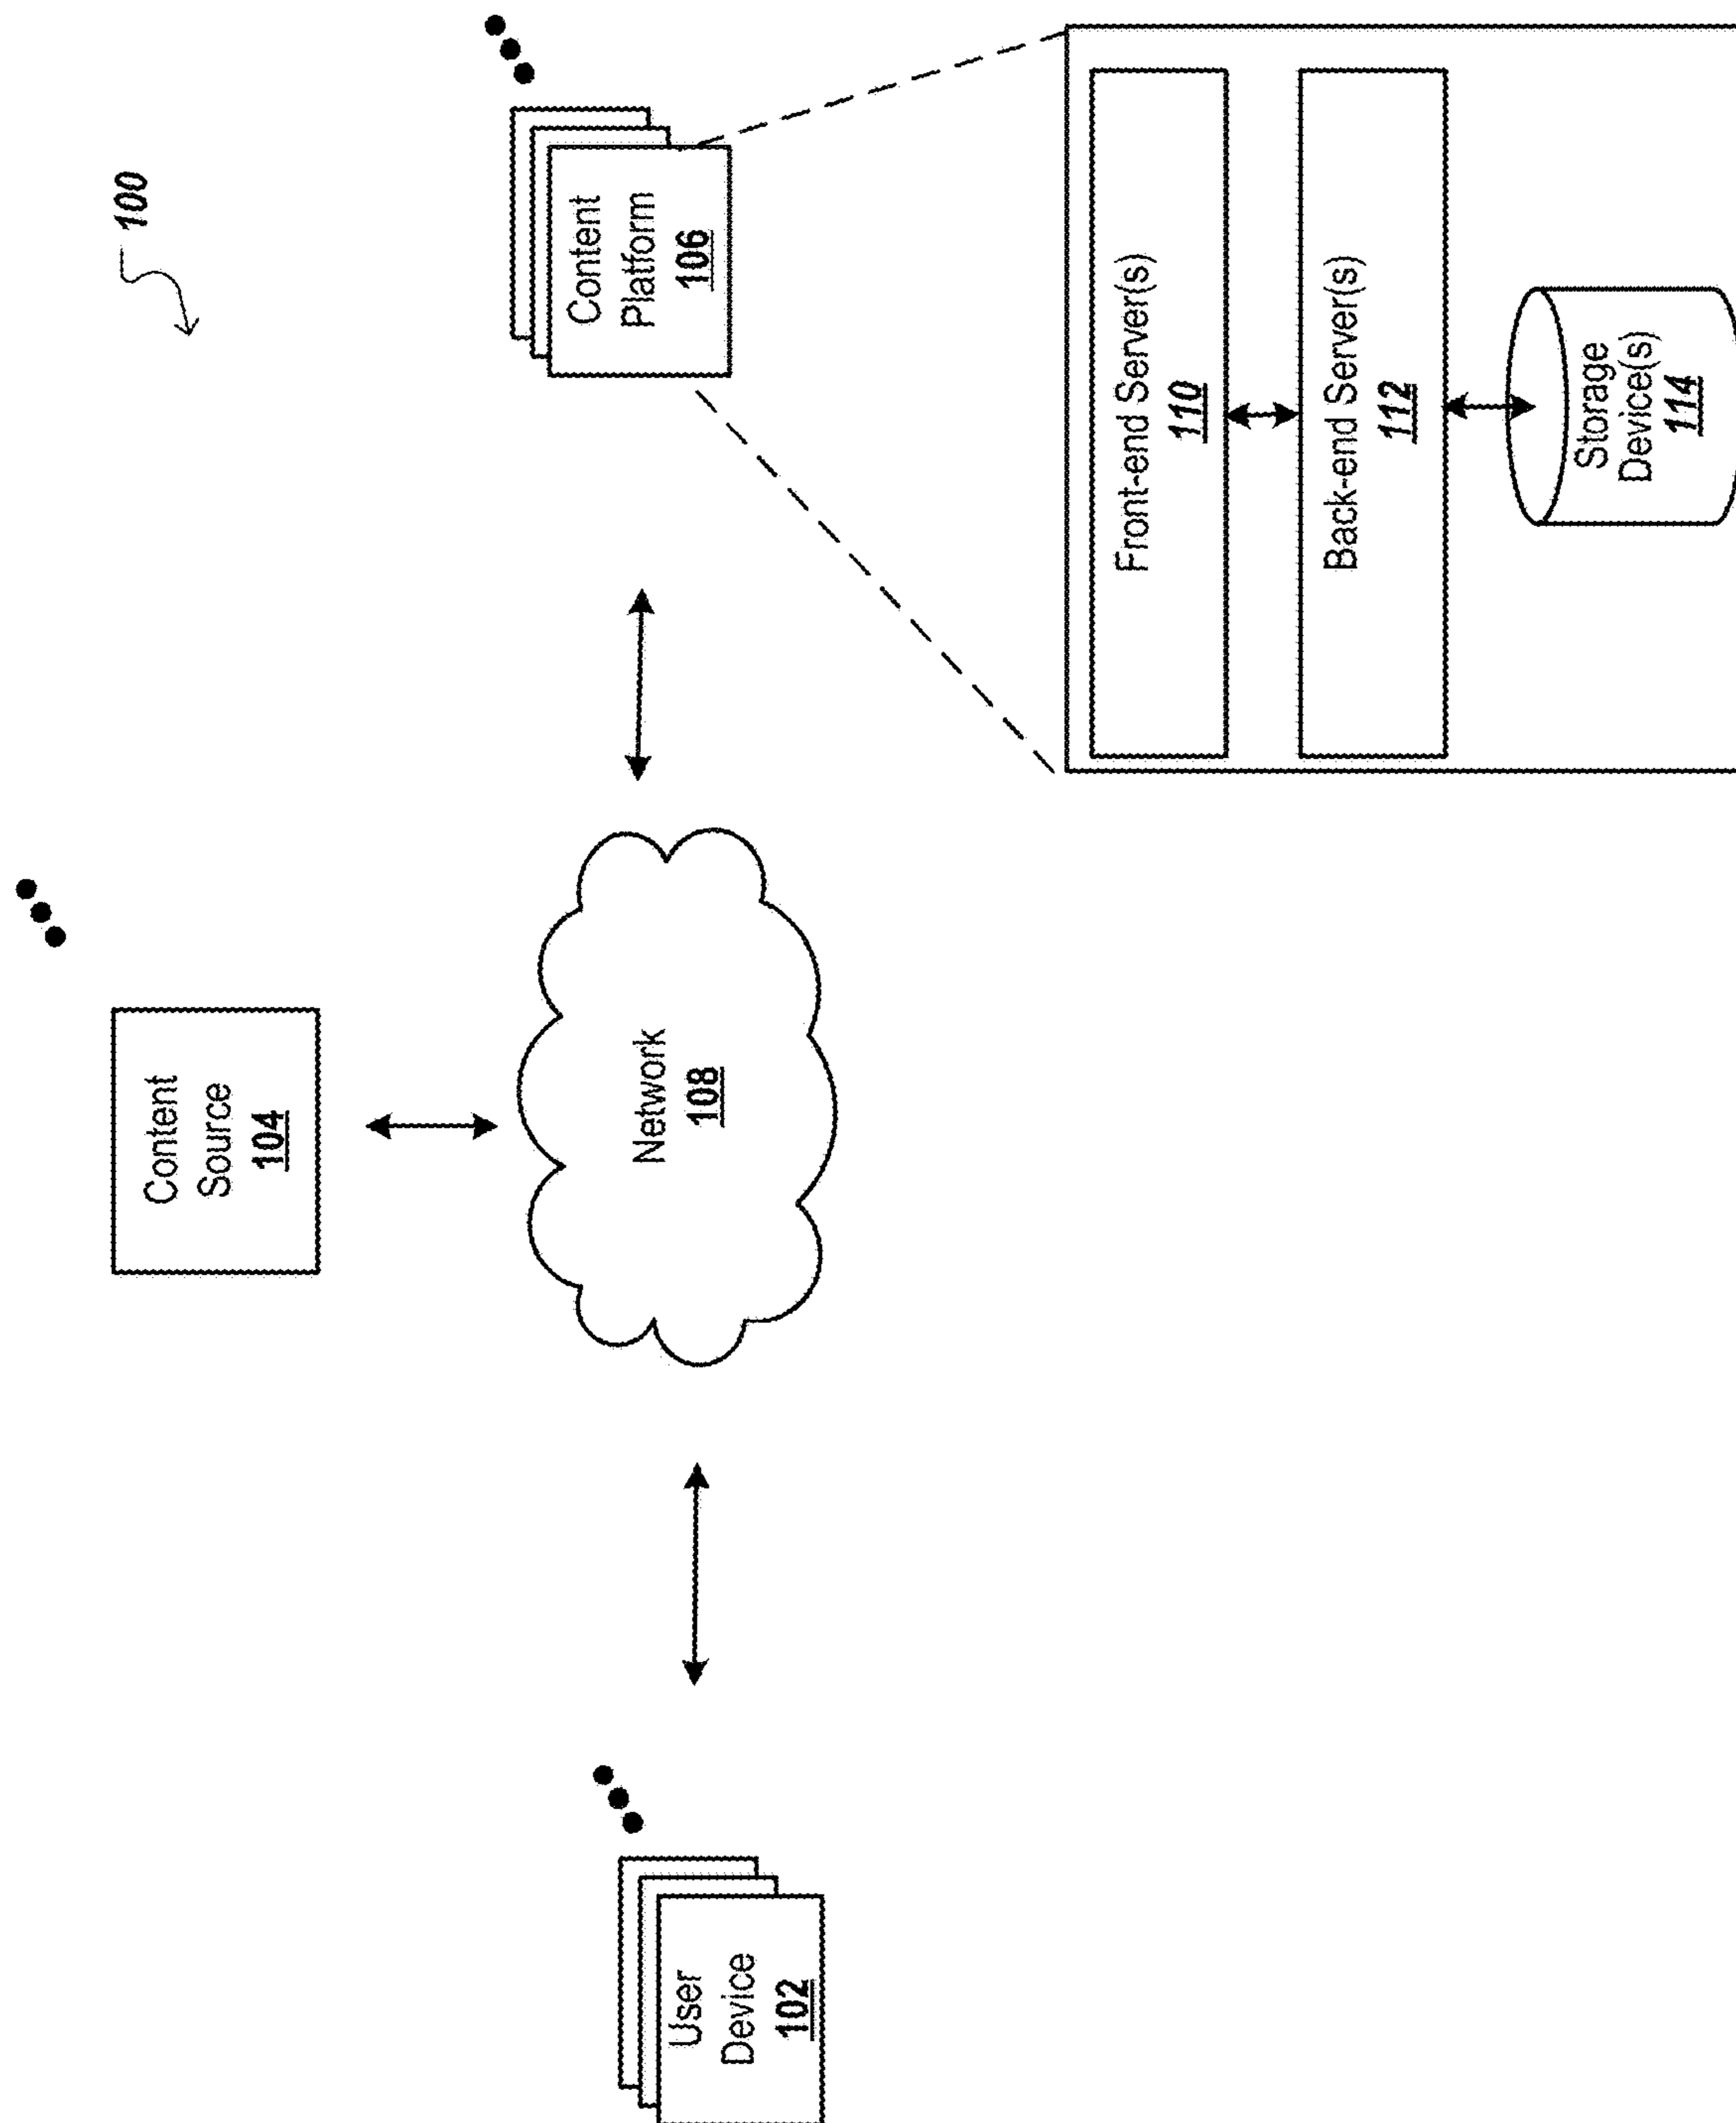 100
Content
Source
104
Content
Platform
106
Network
108
User
Device
102
Front-end Server(s)
110
Back-end Server(s)
112
Storage
Device(s)
114